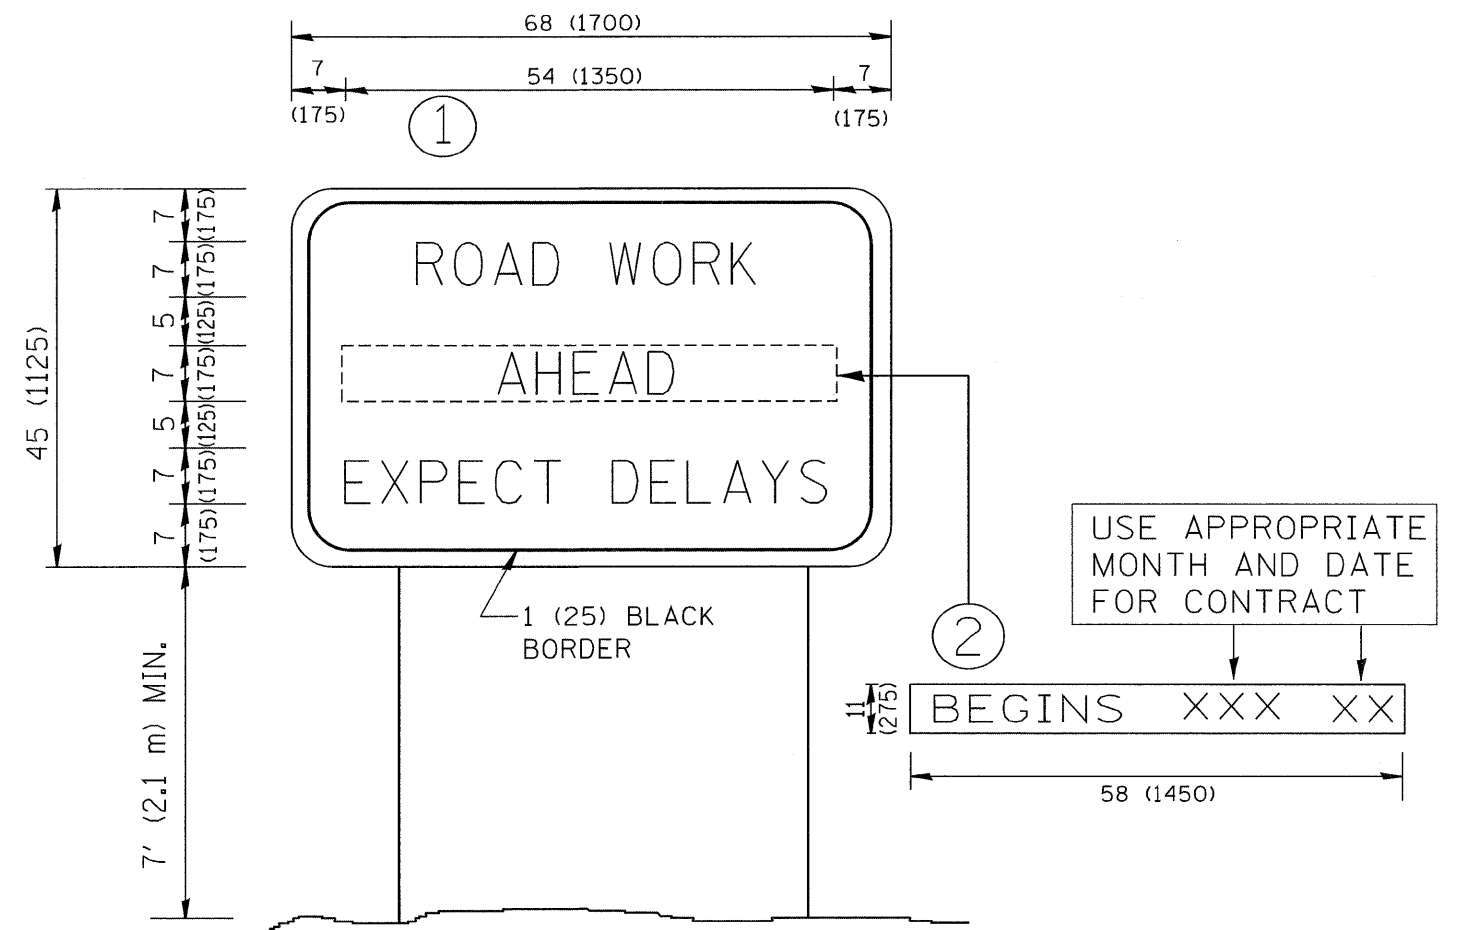 68 (1700)
7 54 (1350) 7
(175) (175)
1
7 (175)
7 (175)
5 (125)
7 (175)
5 (125)
7 (175)
7 (175)
45 (1125)
ROAD WORK
AHEAD
EXPECT DELAYS
1 (25) BLACK
BORDER
7' (2.1 m) MIN.
USE APPROPRIATE
MONTH AND DATE
FOR CONTRACT
2
11
(275)
BEGINS XXX XX
58 (1450)